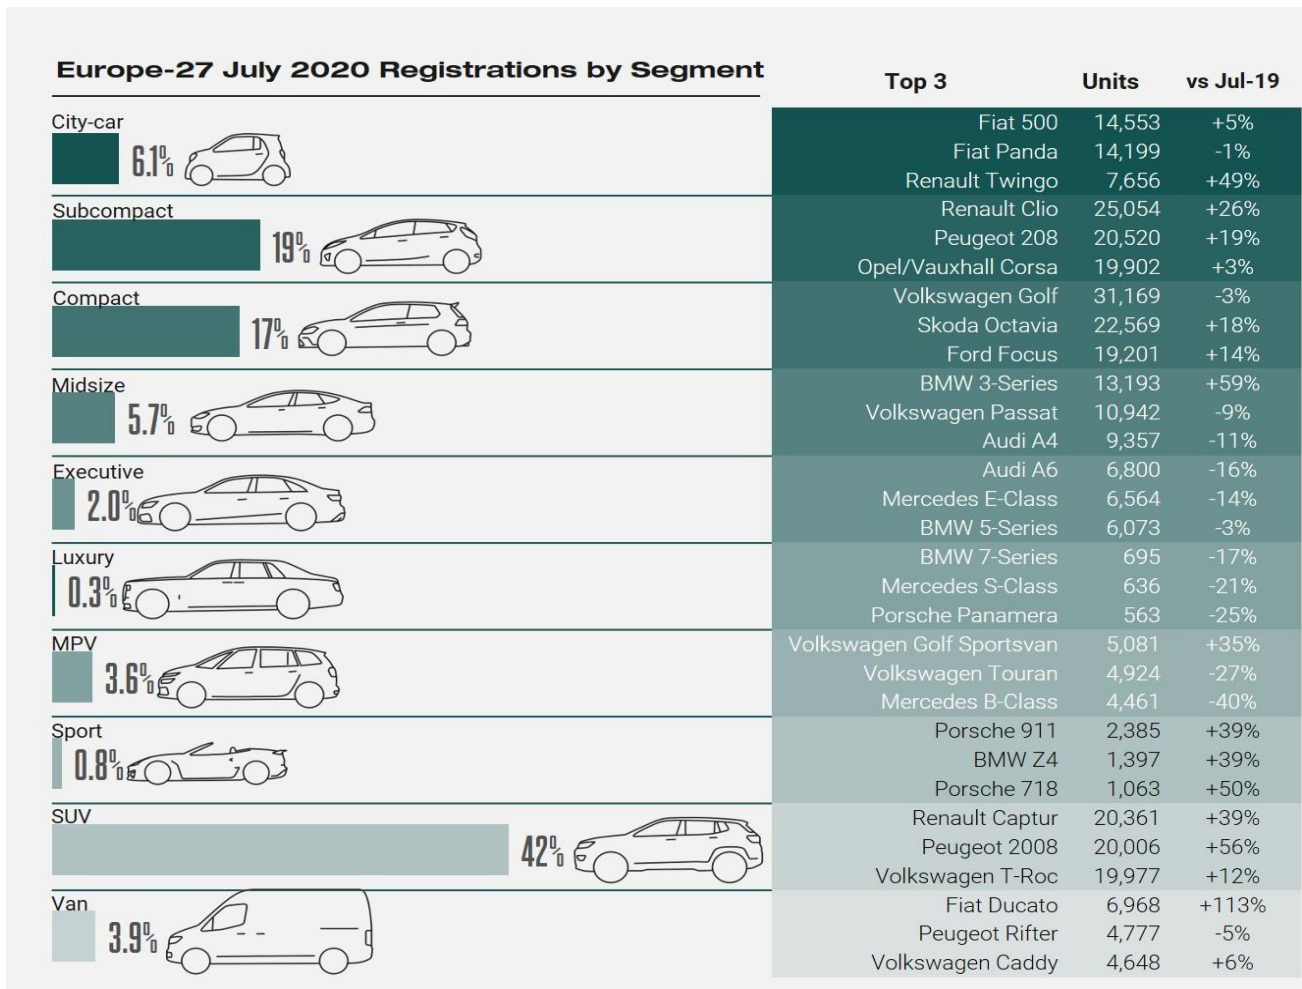 Europe-27 July 2020 Registrations by Segment
Top 3 Units vs Jul-19
City-car
6.1%
Fiat 500 14,553 +5%
Fiat Panda 14,199 -1%
Renault Twingo 7,656 +49%
Subcompact
19%
Renault Clio 25,054 +26%
Peugeot 208 20,520 +19%
Opel/Vauxhall Corsa 19,902 +3%
Compact
17%
Volkswagen Golf 31,169 -3%
Skoda Octavia 22,569 +18%
Ford Focus 19,201 +14%
Midsize
5.7%
BMW 3-Series 13,193 +59%
Volkswagen Passat 10,942 -9%
Audi A4 9,357 -11%
Executive
2.0%
Audi A6 6,800 -16%
Mercedes E-Class 6,564 -14%
BMW 5-Series 6,073 -3%
Luxury
0.3%
BMW 7-Series 695 -17%
Mercedes S-Class 636 -21%
Porsche Panamera 563 -25%
MPV
3.6%
Volkswagen Golf Sportsvan 5,081 +35%
Volkswagen Touran 4,924 -27%
Mercedes B-Class 4,461 -40%
Sport
0.8%
Porsche 911 2,385 +39%
BMW Z4 1,397 +39%
Porsche 718 1,063 +50%
SUV
42%
Renault Captur 20,361 +39%
Peugeot 2008 20,006 +56%
Volkswagen T-Roc 19,977 +12%
Van
3.9%
Fiat Ducato 6,968 +113%
Peugeot Rifter 4,777 -5%
Volkswagen Caddy 4,648 +6%